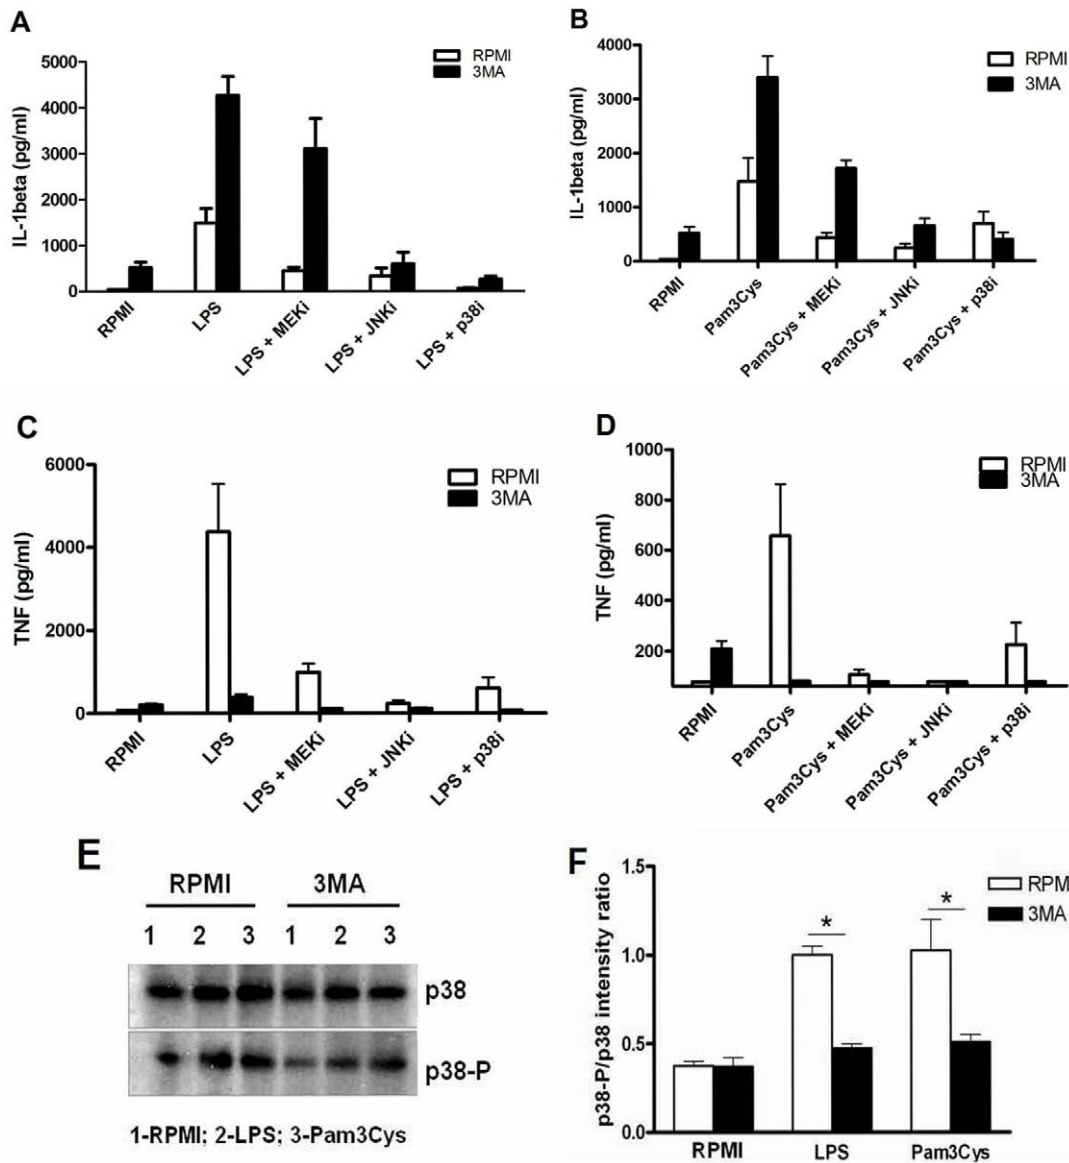 A
IL-1beta (pg/ml)
5000
4000
3000
2000
1000
0
RPMI
3MA
RPMI
LPS
LPS + MEKi
LPS + JNKi
LPS + p38i
B
IL-1beta (pg/ml)
4000
3000
2000
1000
0
RPMI
3MA
RPMI
Pam3Cys
Pam3Cys + MEKi
Pam3Cys + JNKi
Pam3Cys + p38i
C
TNF (pg/ml)
6000
4000
2000
0
RPMI
3MA
RPMI
LPS
LPS + MEKi
LPS + JNKi
LPS + p38i
D
TNF (pg/ml)
1000
800
600
400
200
RPMI
3MA
RPMI
Pam3Cys
Pam3Cys + MEKi
Pam3Cys + JNKi
Pam3Cys + p38i
E
RPMI 3MA
1 2 3 1 2 3
p38
p38-P
1-RPMI; 2-LPS; 3-Pam3Cys
F
p38-P/p38 intensity ratio
1.5
1.0
0.5
0.0
RPM
3MA
* *
RPMI
LPS
Pam3Cys